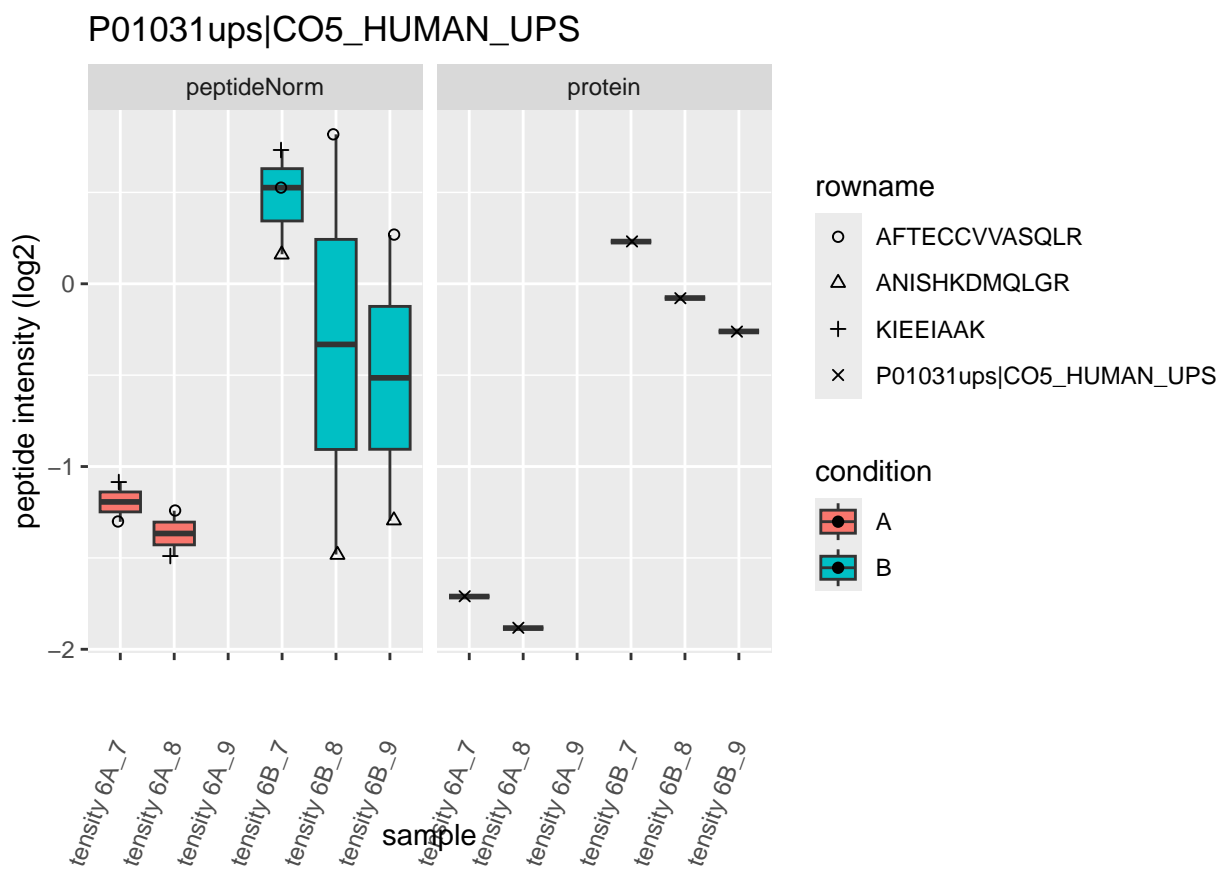 P01031ups|CO5_HUMAN_UPS
peptideNorm
protein
peptide intensity (log2)
0
−1
−2
tensity 6A_7
tensity 6A_8
tensity 6A_9
tensity 6B_7
tensity 6B_8
tensity 6B_9
tensity 6A_7
tensity 6A_8
tensity 6A_9
tensity 6B_7
tensity 6B_8
tensity 6B_9
sample
rowname
AFTECCVVASQLR
ANISHKDMQLGR
KIEEIAAK
P01031ups|CO5_HUMAN_UPS
condition
A
B